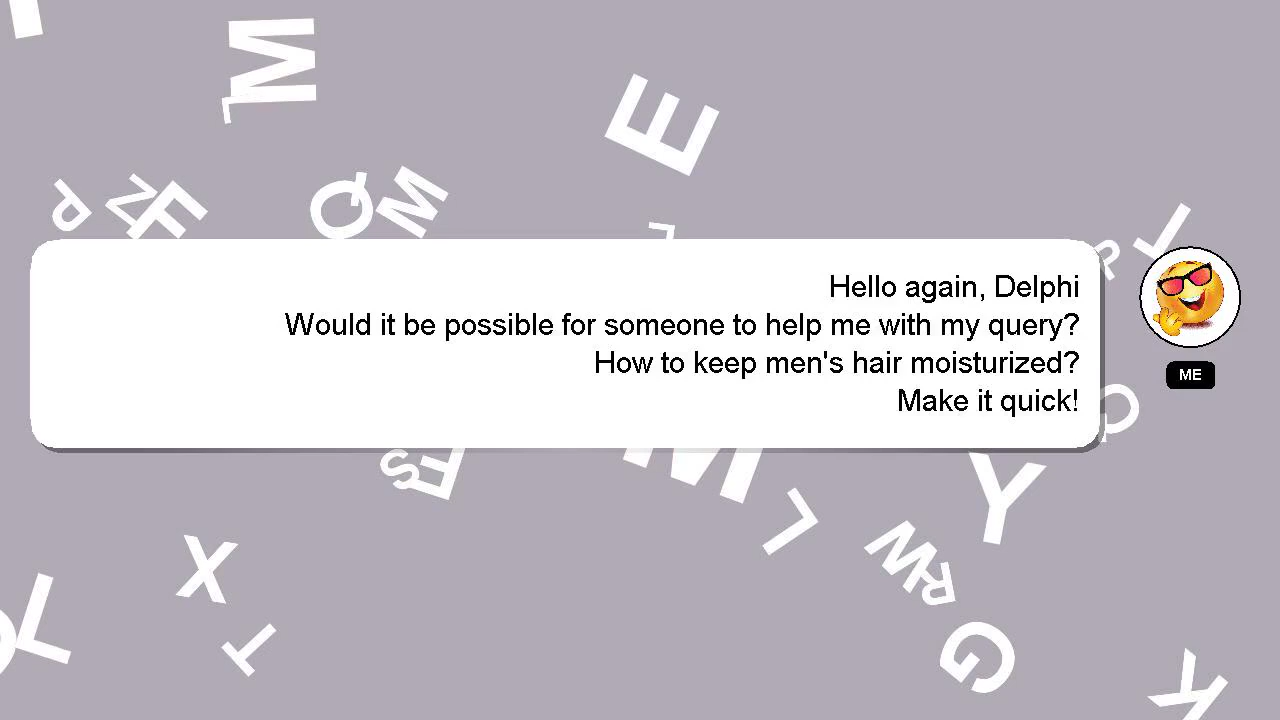 Hello again, Delphi
Would it be possible for someone to help me with my query?
How to keep men's hair moisturized?
Make it quick!
ME
M
L
E
P
Z
F
Q
M
L
L
P
Q
S
F
M
L
Y
W
R
X
T
Y
G
K